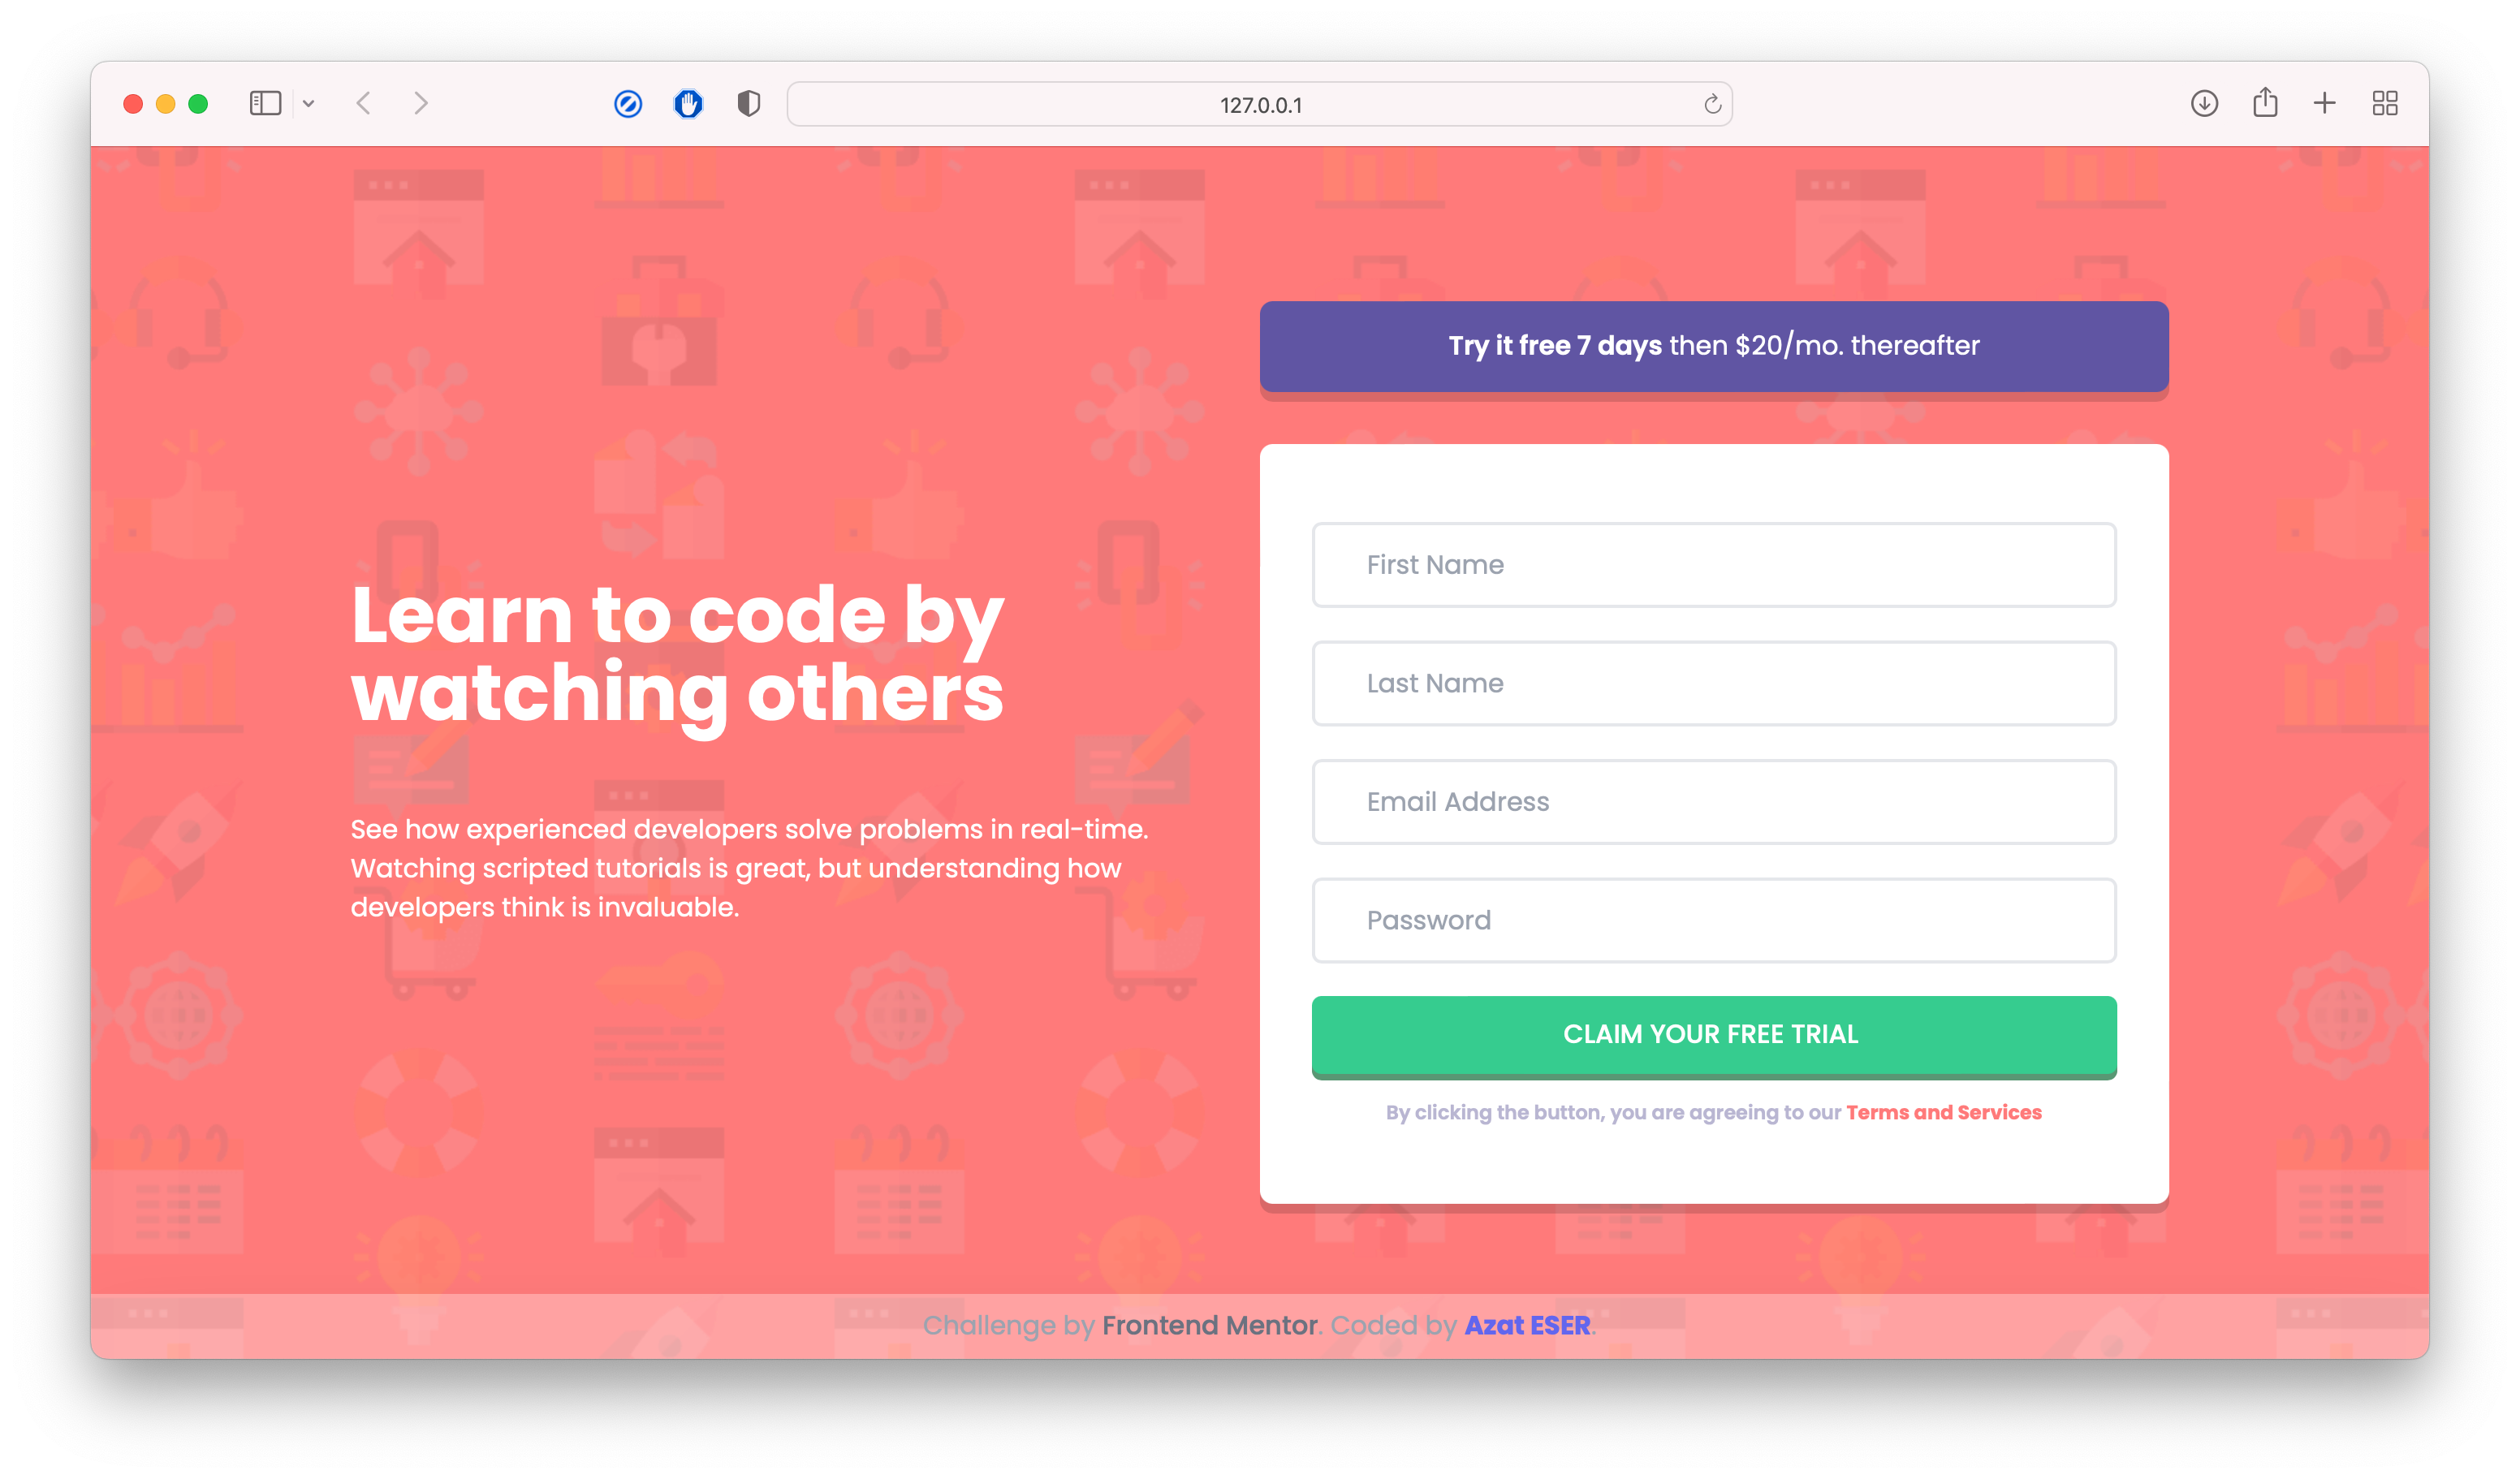 127.0.0.1
Try it free 7 days then $20/mo. thereafter
Learn to code by
watching others
See how experienced developers solve problems in real-time.
Watching scripted tutorials is great, but understanding how
developers think is invaluable.
First Name
Last Name
Email Address
Password
CLAIM YOUR FREE TRIAL
By clicking the button, you are agreeing to our Terms and Services
Challenge by Frontend Mentor. Coded by Azat ESER.